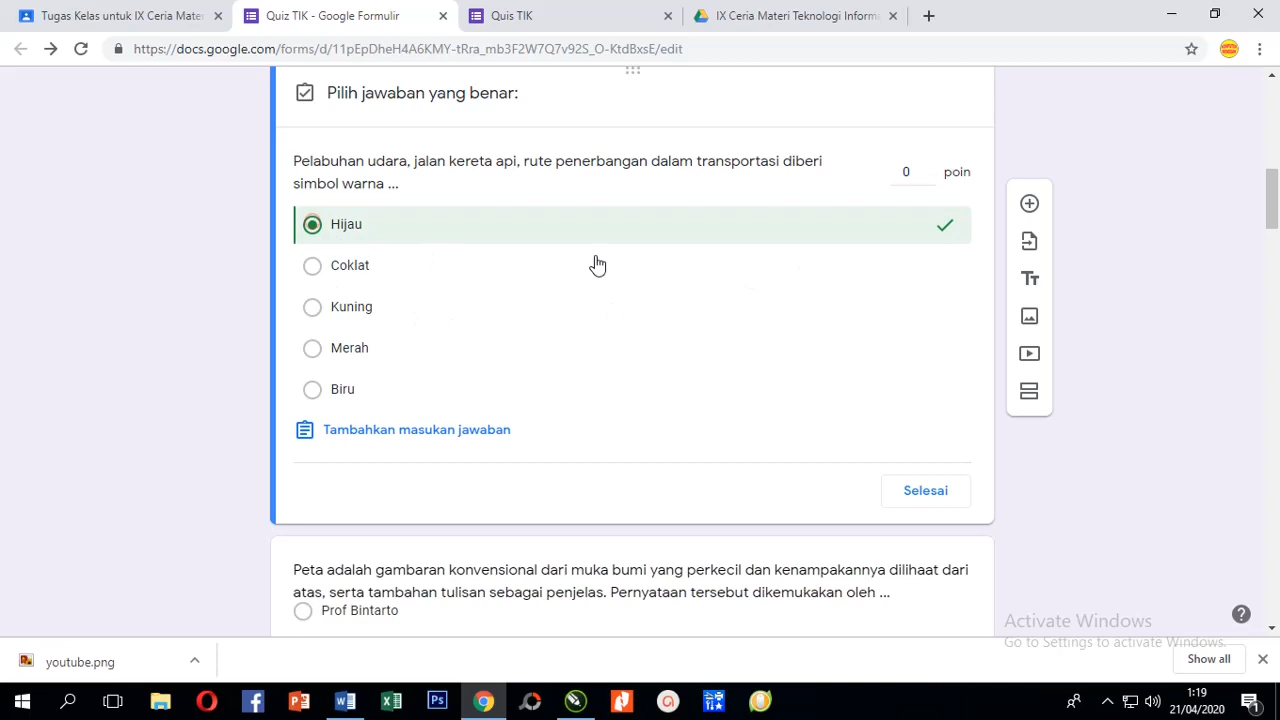 Tugas Kelas untuk IX Ceria Mater
Quiz TIK - Google Formulir
Quis TIK
IX Ceria Materi Teknologi Informa
https://docs.google.com/forms/d/11pEpDheH4A6KMY-tRra_mb3F2W7Q7v92S_O-KtdBxsE/edit
Pilih jawaban yang benar:
Pelabuhan udara, jalan kereta api, rute penerbangan dalam transportasi diberi
simbol warna ...
0 poin
Hijau
Coklat
Kuning
Merah
Biru
Tambahkan masukan jawaban
Selesai
Peta adalah gambaran konvensional dari muka bumi yang perkecil dan kenampakannya dilihaat dari
atas, serta tambahan tulisan sebagai penjelas. Pernyataan tersebut dikemukakan oleh ...
Prof Bintarto
Activate Windows
Go to Settings to activate Windows.
youtube.png
Show all
1:19
21/04/2020